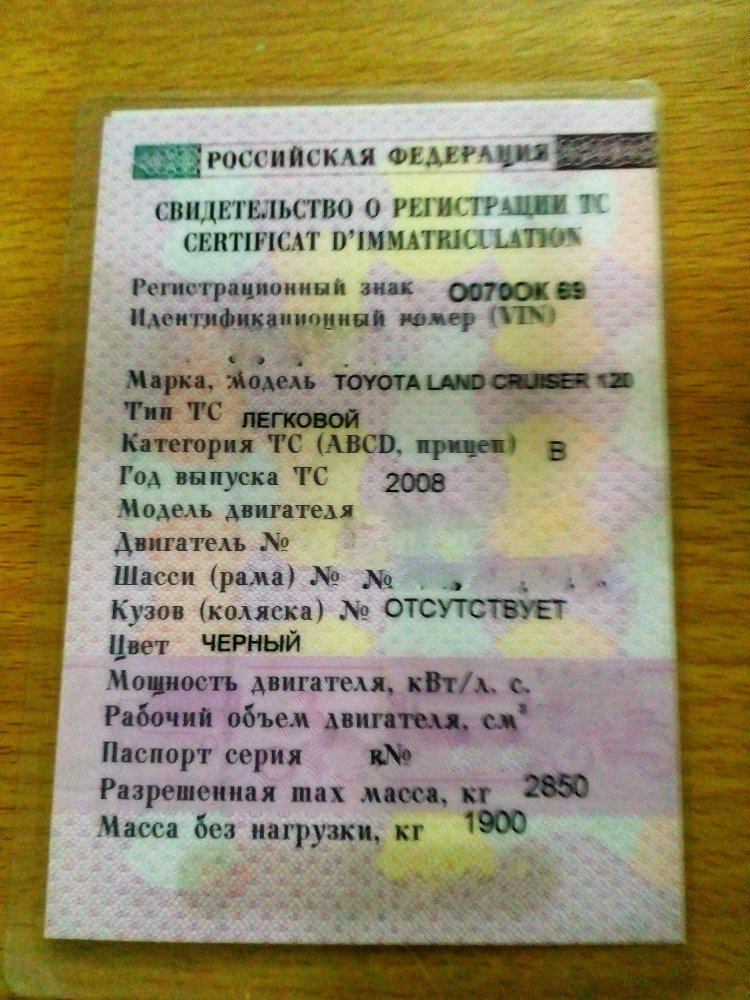 РОССИЙСКАЯ ФЕДЕРАЦИЯ
СВИДЕТЕЛЬСТВО О РЕГИСТРАЦИИ ТС
CERTIFICAT D'IMMATRICULATION
Регистрационный знак О070ОК 69
Идентификационный номер (VIN)
Марка, модель TOYOTA LAND CRUISER 120
Тип ТС ЛЕГКОВОЙ
Категория ТС (ABCD, прицеп) B
Год выпуска ТС 2008
Модель двигателя
Двигатель №
Шасси (рама) № №
Кузов (коляска) № ОТСУТСТВУЕТ
Цвет ЧЕРНЫЙ
Мощность двигателя, кВт/л. с.
Рабочий объем двигателя, см³
Паспорт серия №
Разрешенная max масса, кг 2850
Масса без нагрузки, кг 1900